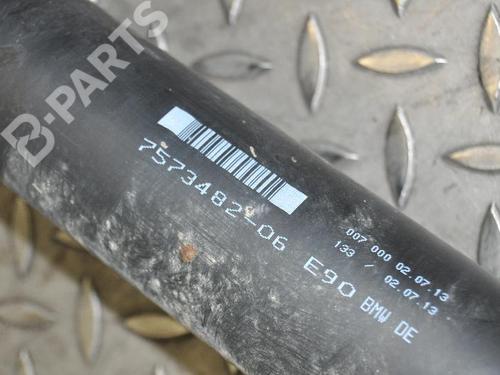 B-PARTS
7573482-06 E90 BMW DE
007 000 02.07.13
133 / 02.07.13